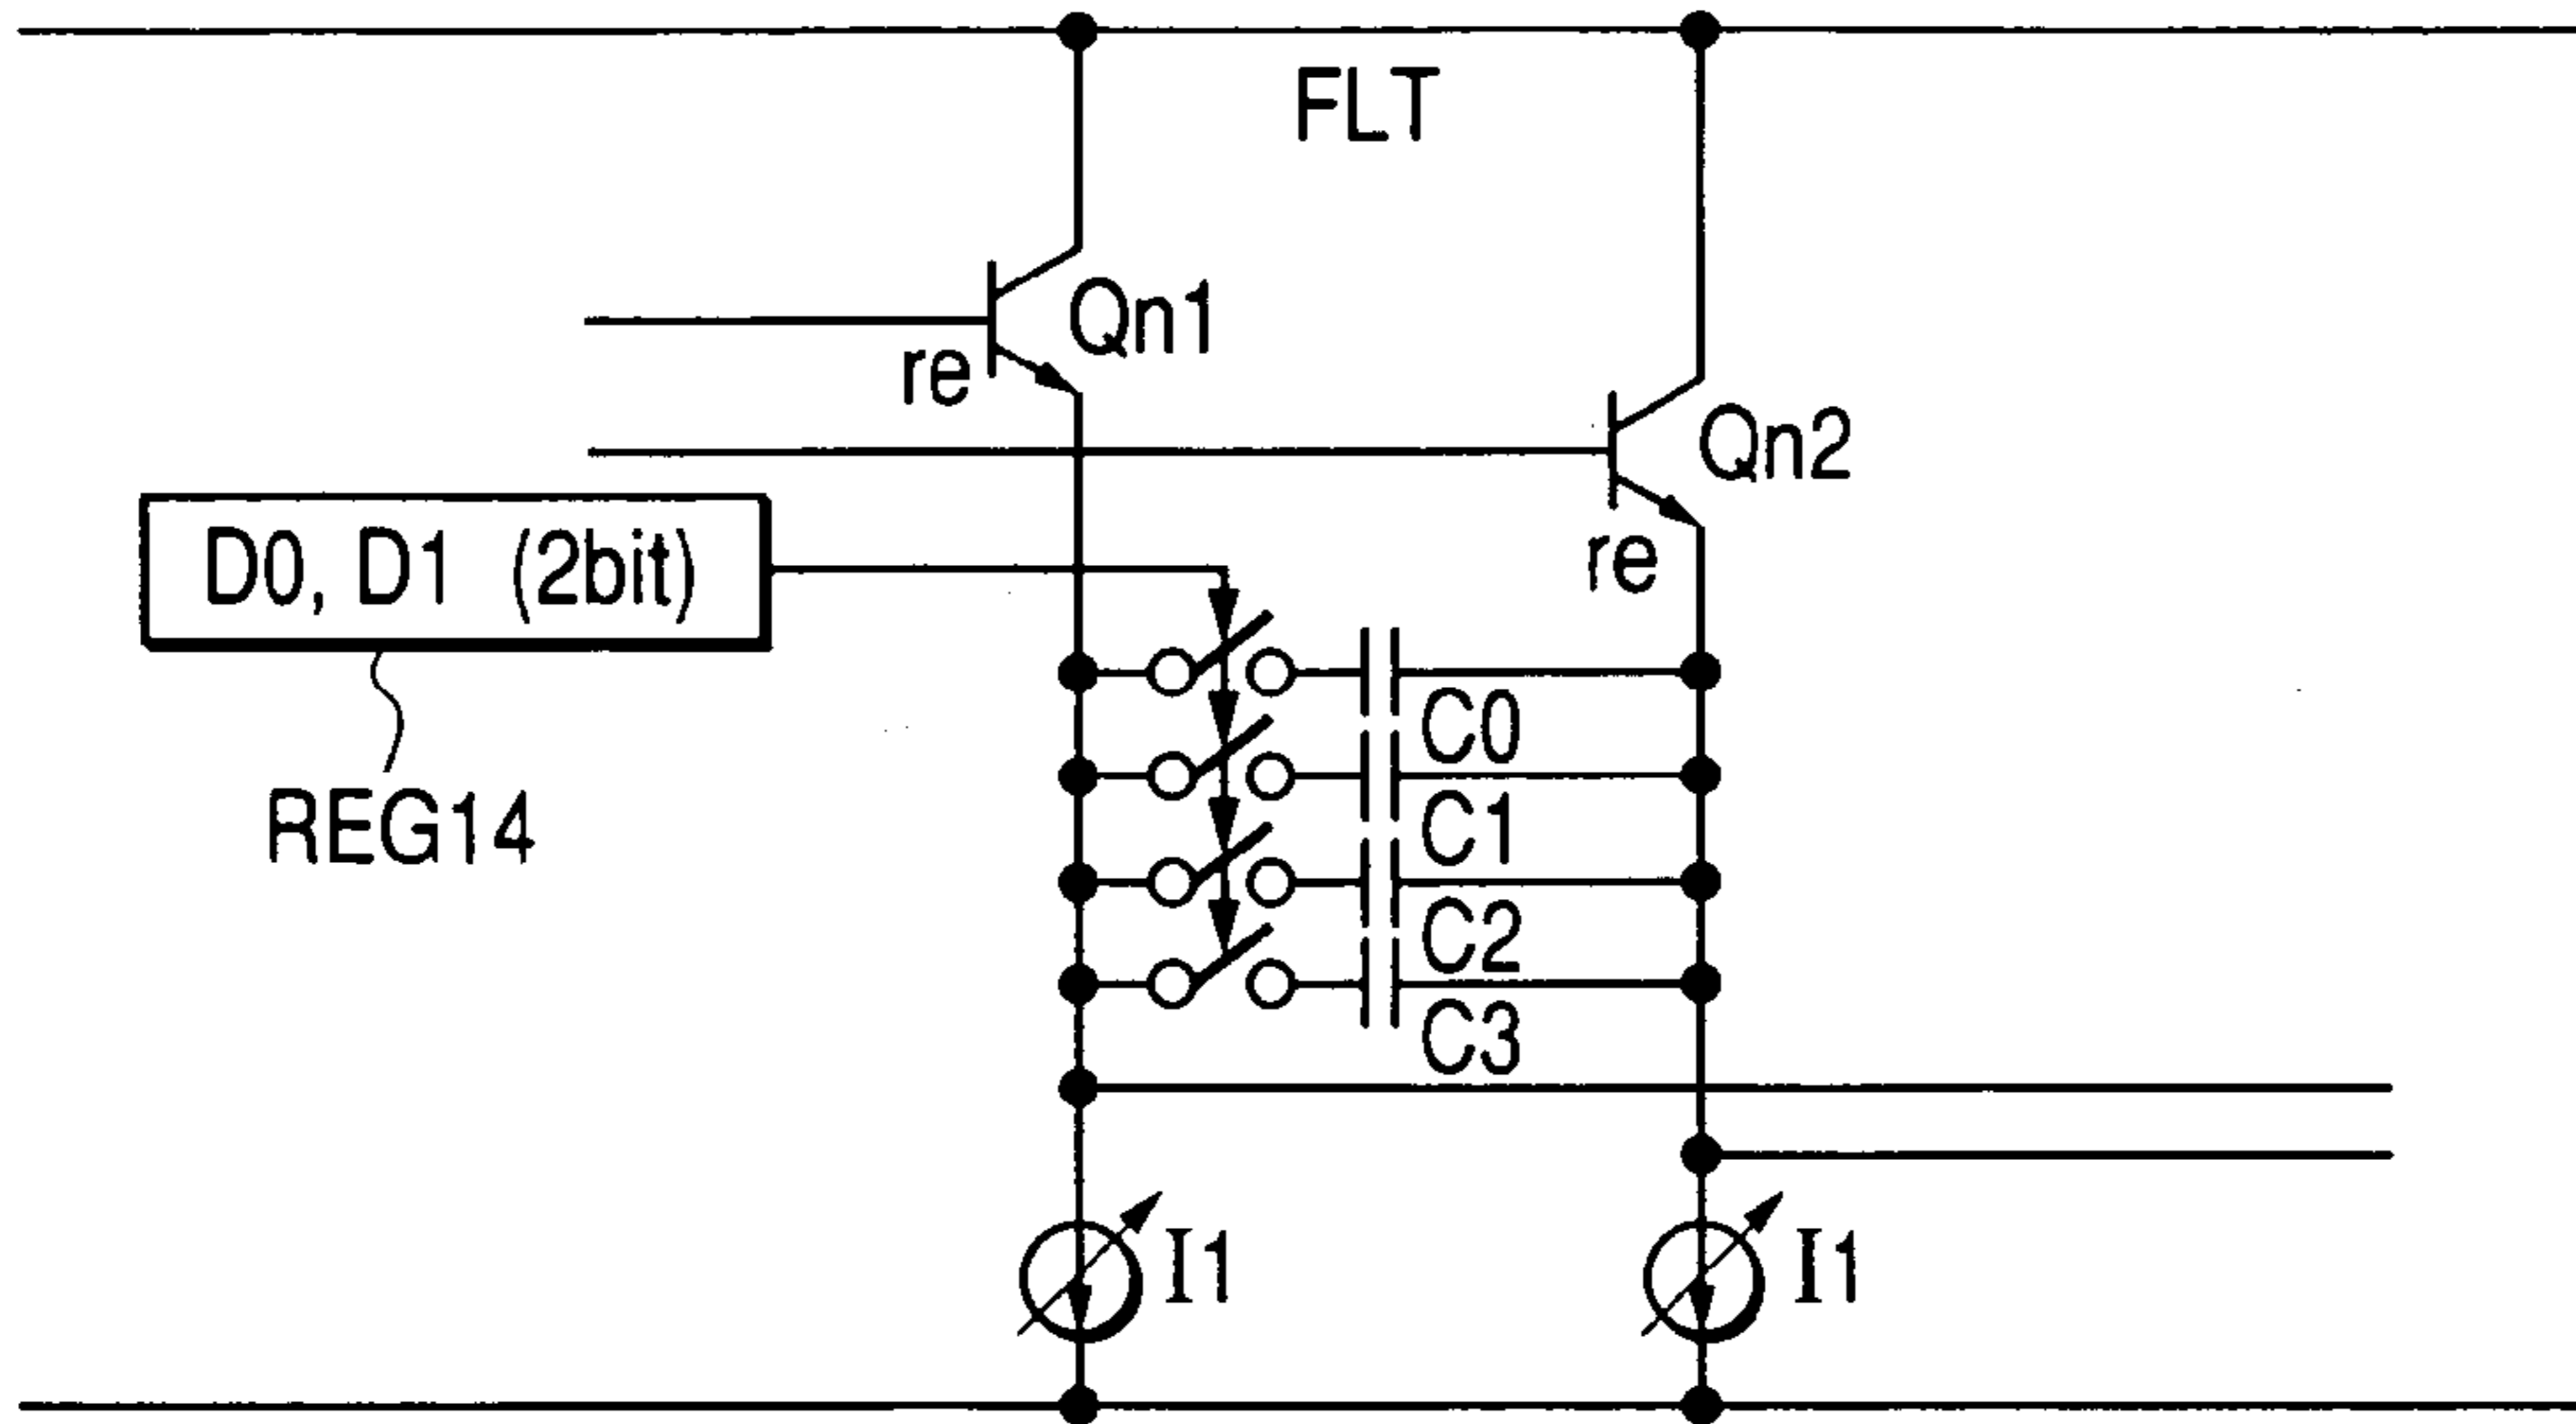 FLT
Qn1
re
Qn2
D0, D1 (2bit)
re
C0
REG14
C1
C2
C3
I1
I1